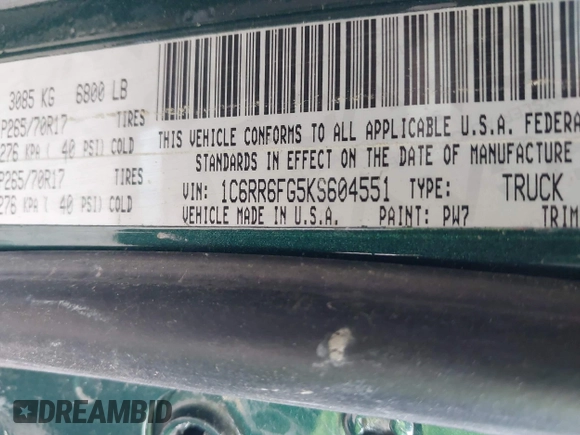 3085 KG 6800 LB
P265/70R17 TIRES
276 KPA ( 40 PSI) COLD
P265/70R17 TIRES
276 KPA ( 40 PSI) COLD
THIS VEHICLE CONFORMS TO ALL APPLICABLE U.S.A. FEDERA
STANDARDS IN EFFECT ON THE DATE OF MANUFACTURE
VIN: 1C6RR6FG5KS604551 TYPE: TRUCK
VEHICLE MADE IN U.S.A. PAINT: PW7 TRIM
DREAMBID